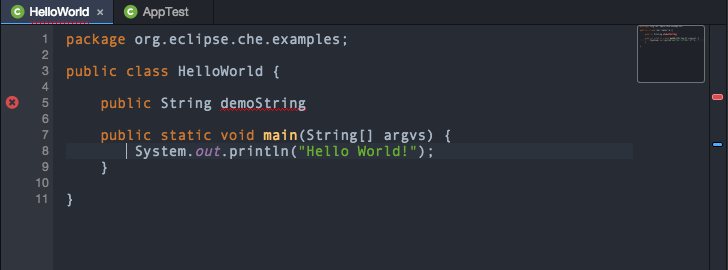 HelloWorld × AppTest
1 package org.eclipse.che.examples;
2
3 public class HelloWorld {
4
5 public String demoString
6
7 public static void main(String[] argvs) {
8 System.out.println("Hello World!");
9 }
10
11 }